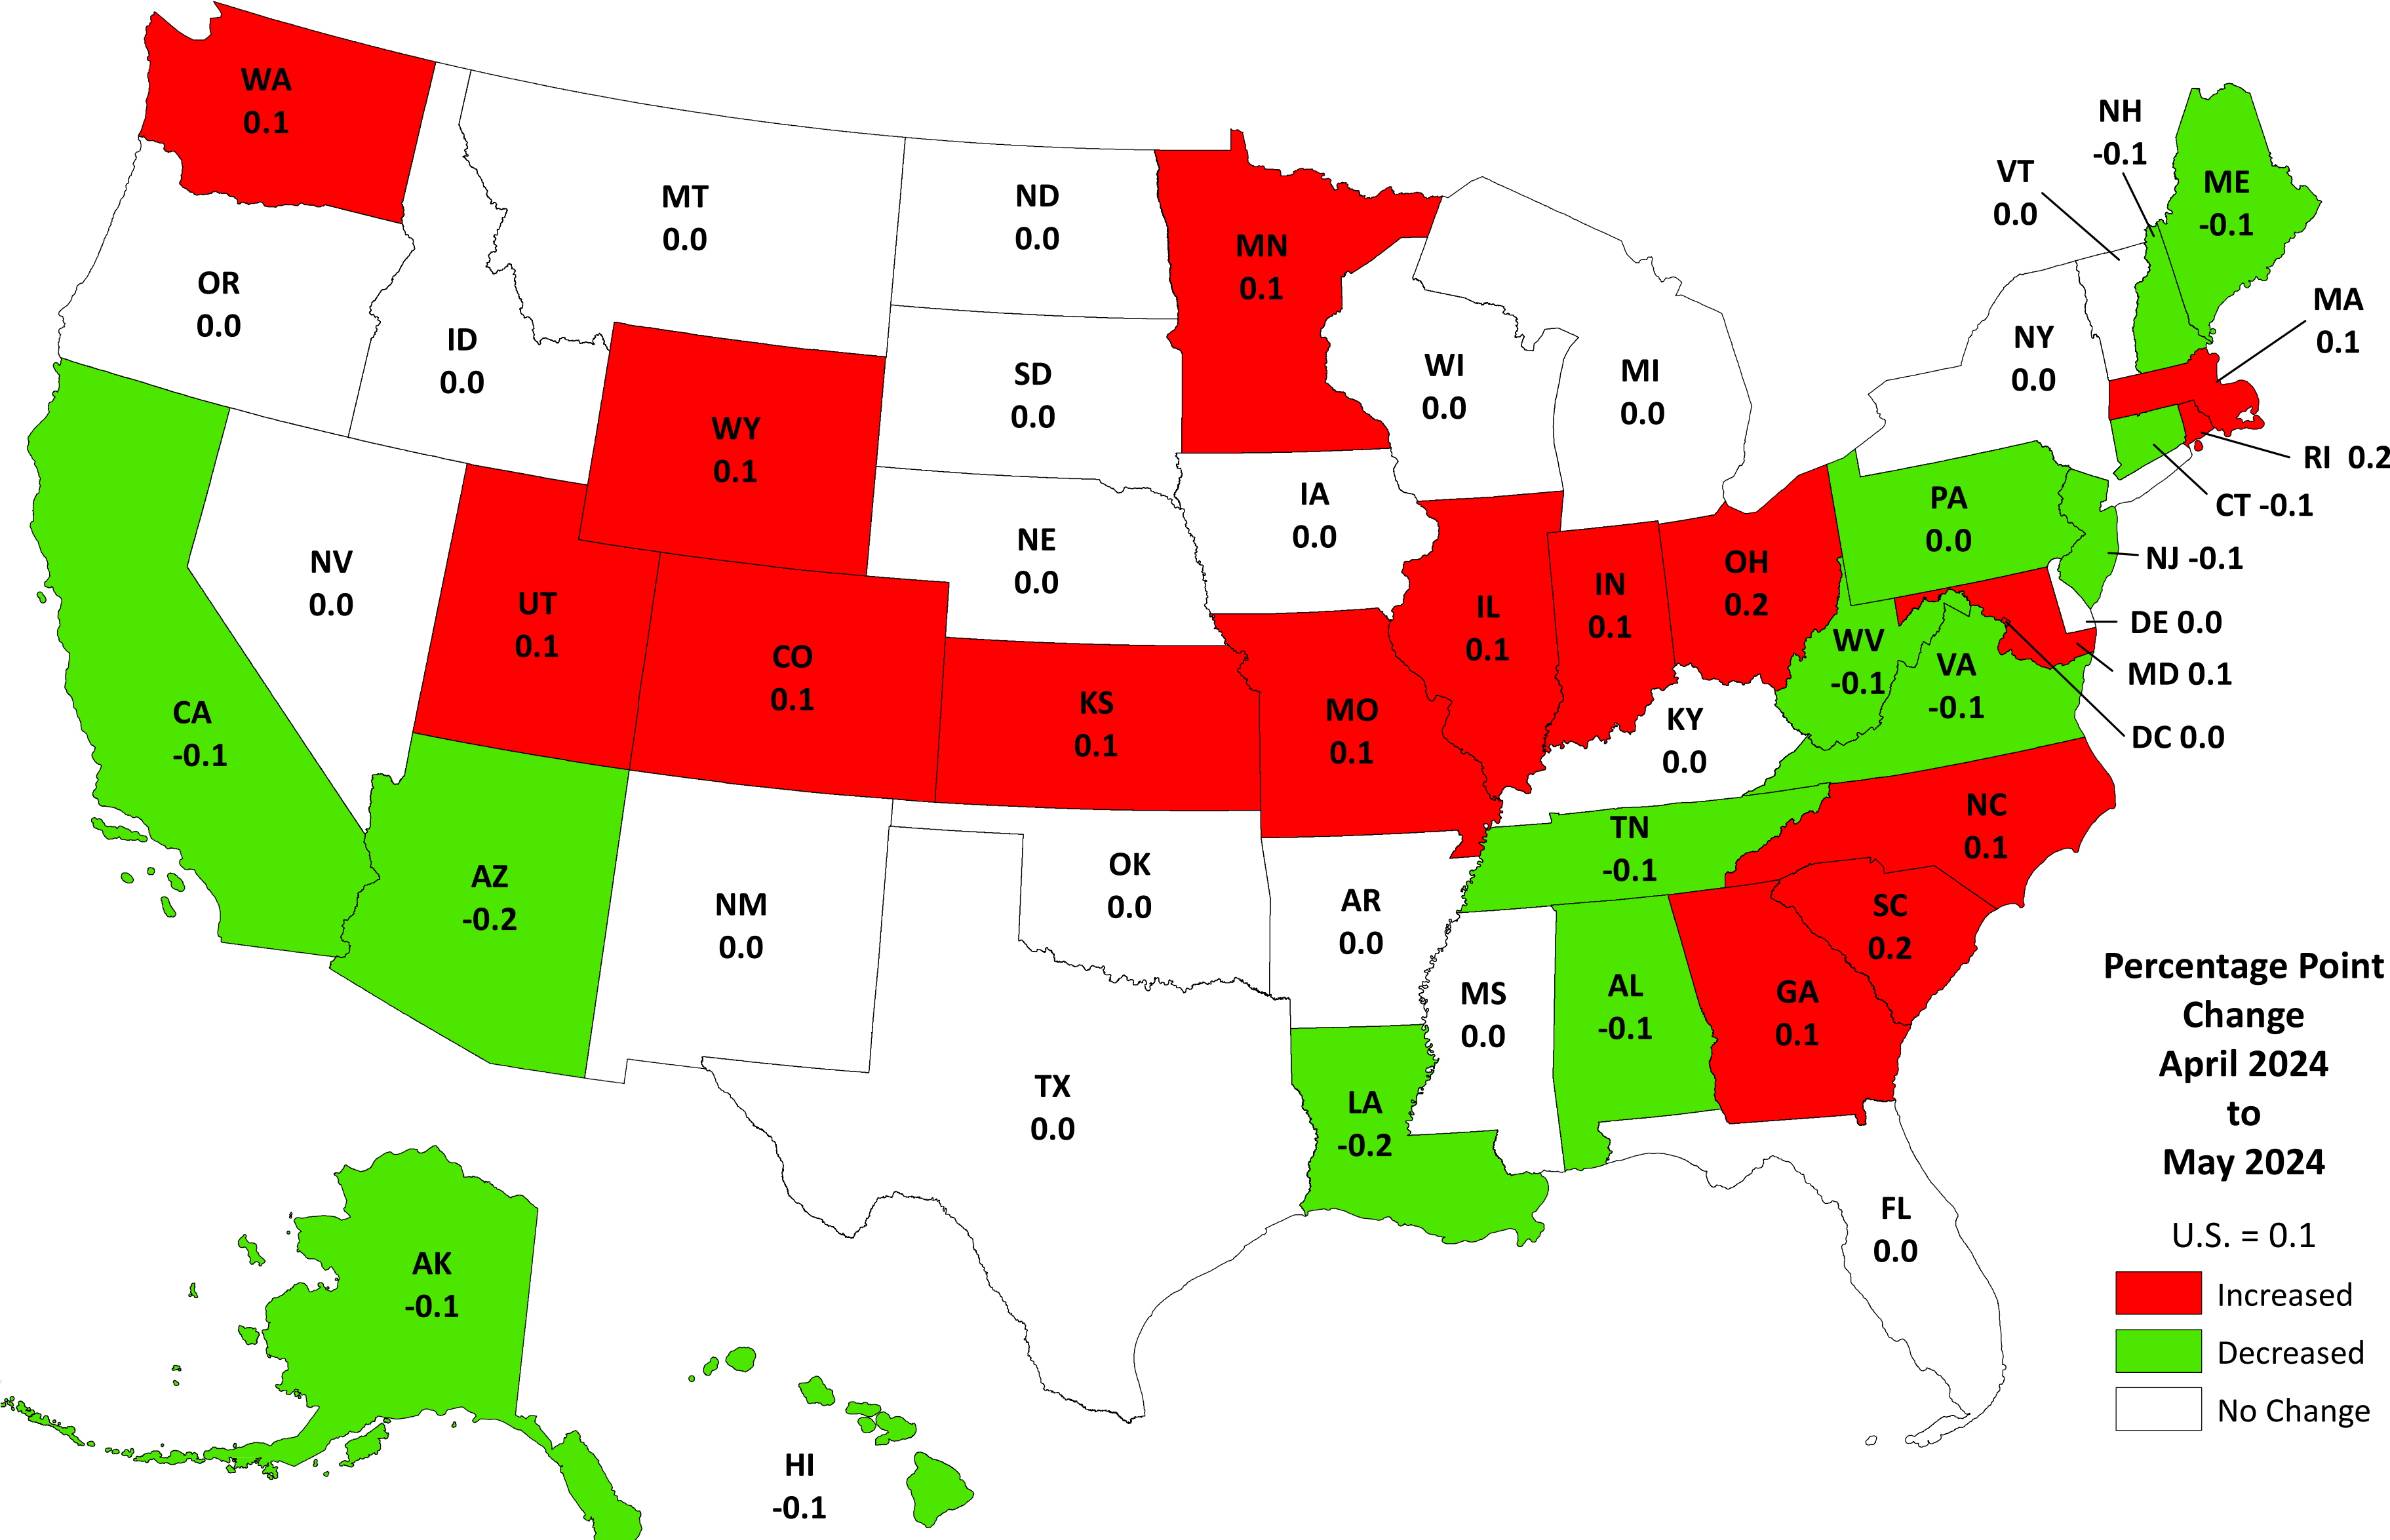 WA
0.1
OR
0.0
CA
-0.1
ID
0.0
NV
0.0
MT
0.0
WY
0.1
UT
0.1
CO
0.1
AZ
-0.2
NM
0.0
ND
0.0
SD
0.0
NE
0.0
KS
0.1
OK
0.0
TX
0.0
MN
0.1
IA
0.0
MO
0.1
AR
0.0
LA
-0.2
WI
0.0
MI
0.0
IL
0.1
IN
0.1
OH
0.2
KY
0.0
TN
-0.1
MS
0.0
AL
-0.1
GA
0.1
FL
0.0
SC
0.2
NC
0.1
WV
-0.1
VA
-0.1
PA
0.0
NY
0.0
VT
0.0
NH
-0.1
ME
-0.1
MA
0.1
RI 0.2
CT -0.1
NJ -0.1
DE 0.0
MD 0.1
DC 0.0
AK
-0.1
HI
-0.1
Percentage Point
Change
April 2024
to
May 2024
U.S. = 0.1
Increased
Decreased
No Change